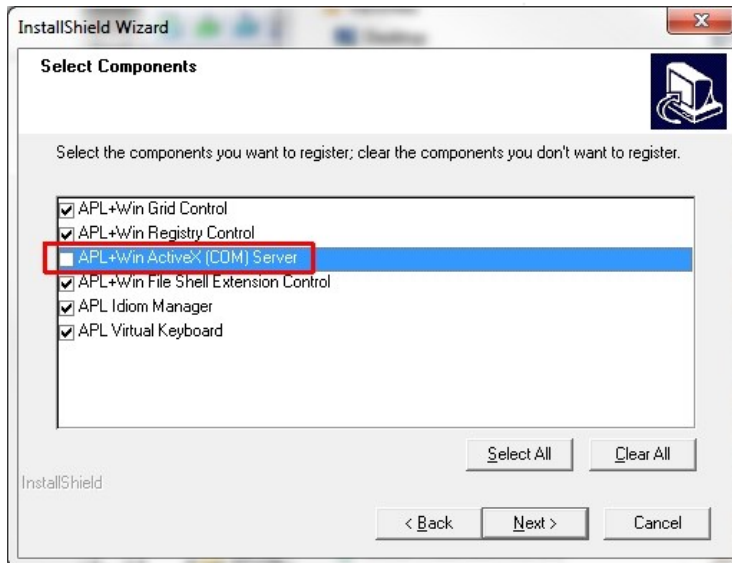 InstallShield Wizard
Select Components
Select the components you want to register; clear the components you don't want to register.
APL+Win Grid Control
APL+Win Registry Control
APL+Win ActiveX (COM) Server
APL+Win File Shell Extension Control
APL Idiom Manager
APL Virtual Keyboard
Select All Clear All
InstallShield
< Back Next > Cancel